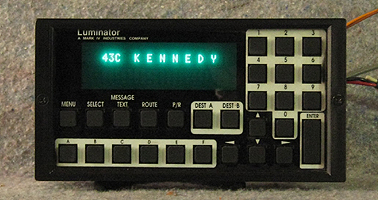 Luminator
A MARK IV INDUSTRIES COMPANY
43C KENNEDY
1 2 3
4 5 6
7 8 9
MESSAGE
MENU SELECT TEXT ROUTE P/R
DEST A DEST B
0
ENTER
A B C D E F